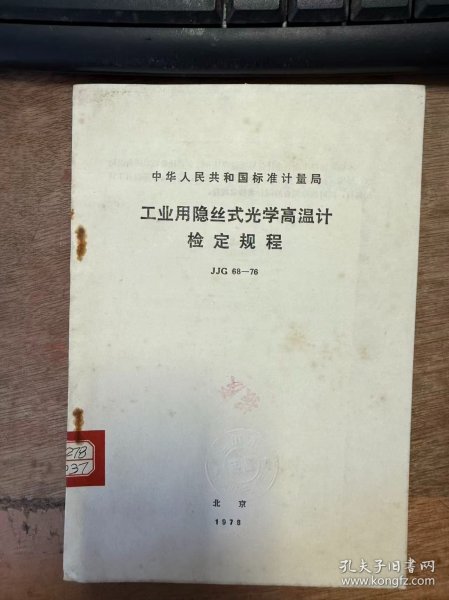 中华人民共和国标准计量局
工业用隐丝式光学高温计
检定规程
JJG 68—76
278
037
北京
1978
孔夫子旧书网
www.kongfz.com